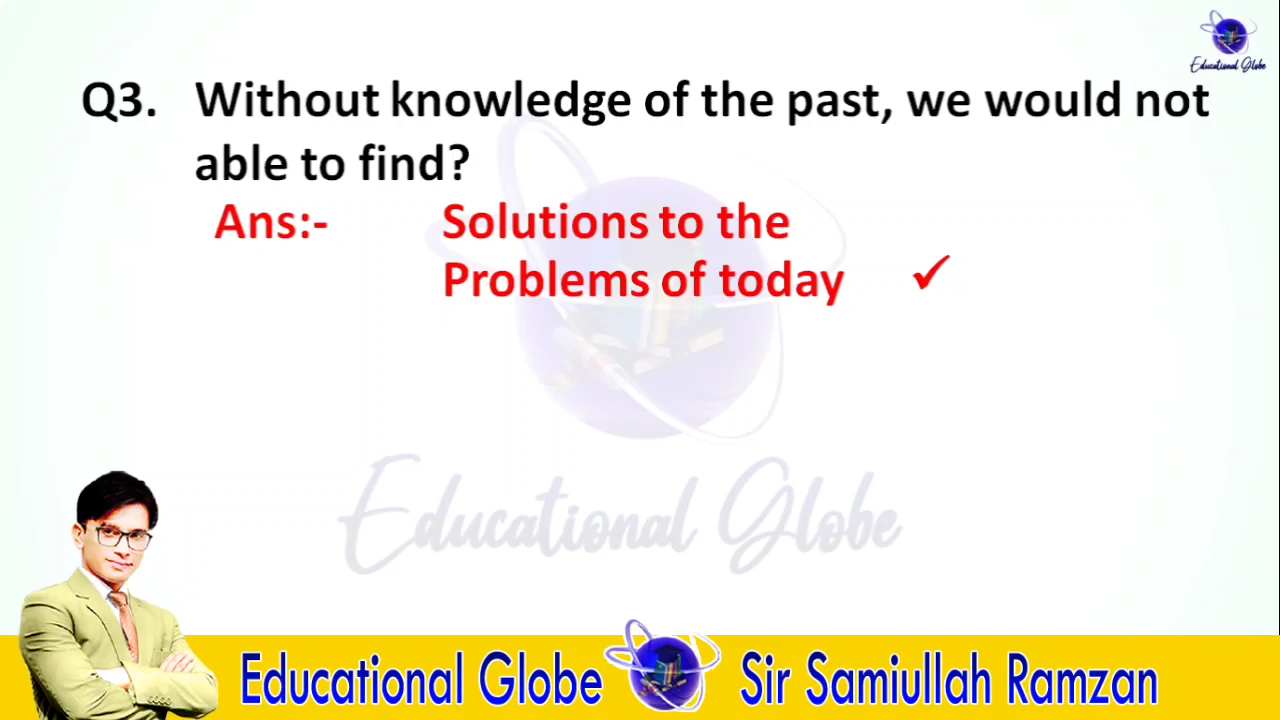 Educational Globe
Q3. Without knowledge of the past, we would not
able to find?
Ans:- Solutions to the
Problems of today ✓
Educational Globe
Educational Globe Sir Samiullah Ramzan